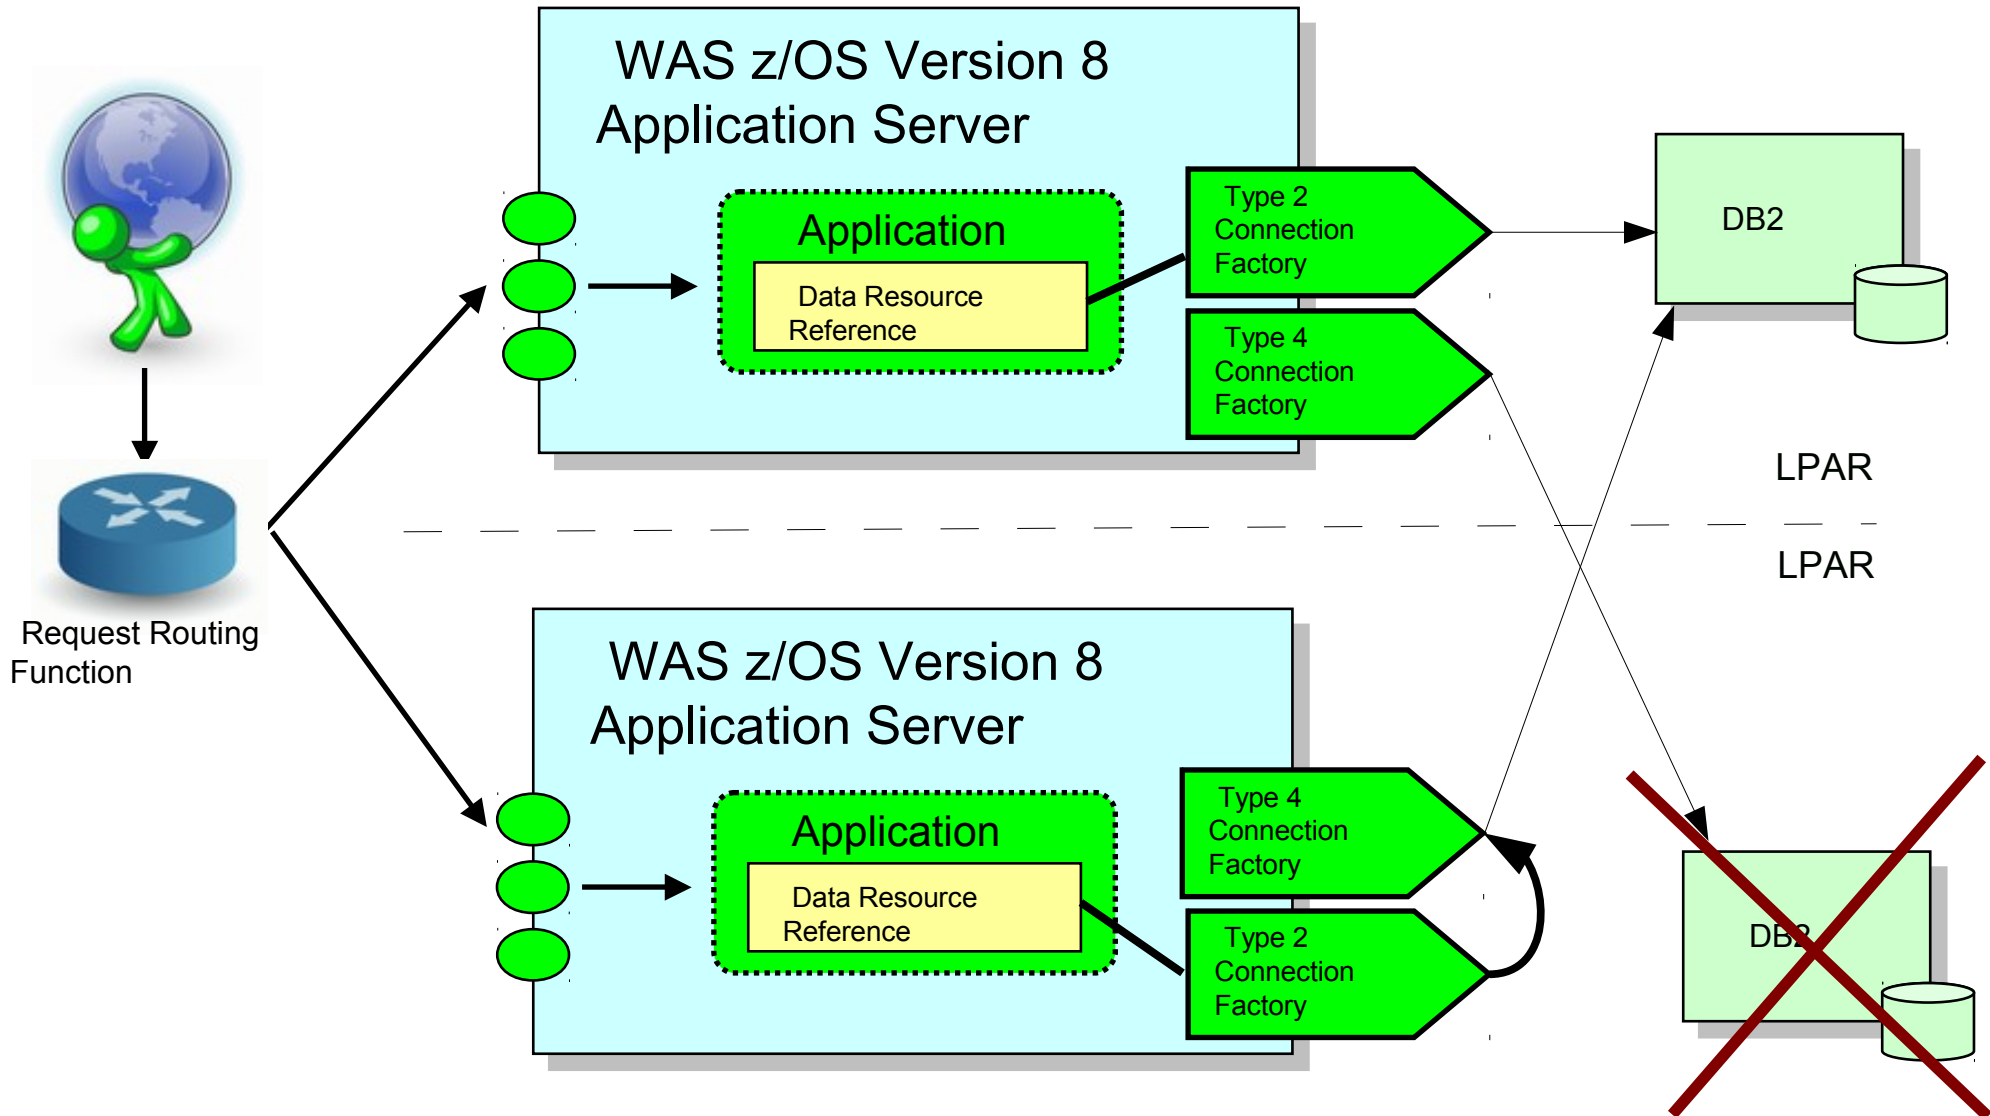 WAS z/OS Version 8
Application Server
Application
Data Resource
Reference
Type 2
Connection
Factory
Type 4
Connection
Factory
DB2
LPAR
LPAR
Request Routing
Function
WAS z/OS Version 8
Application Server
Application
Data Resource
Reference
Type 4
Connection
Factory
Type 2
Connection
Factory
DB2